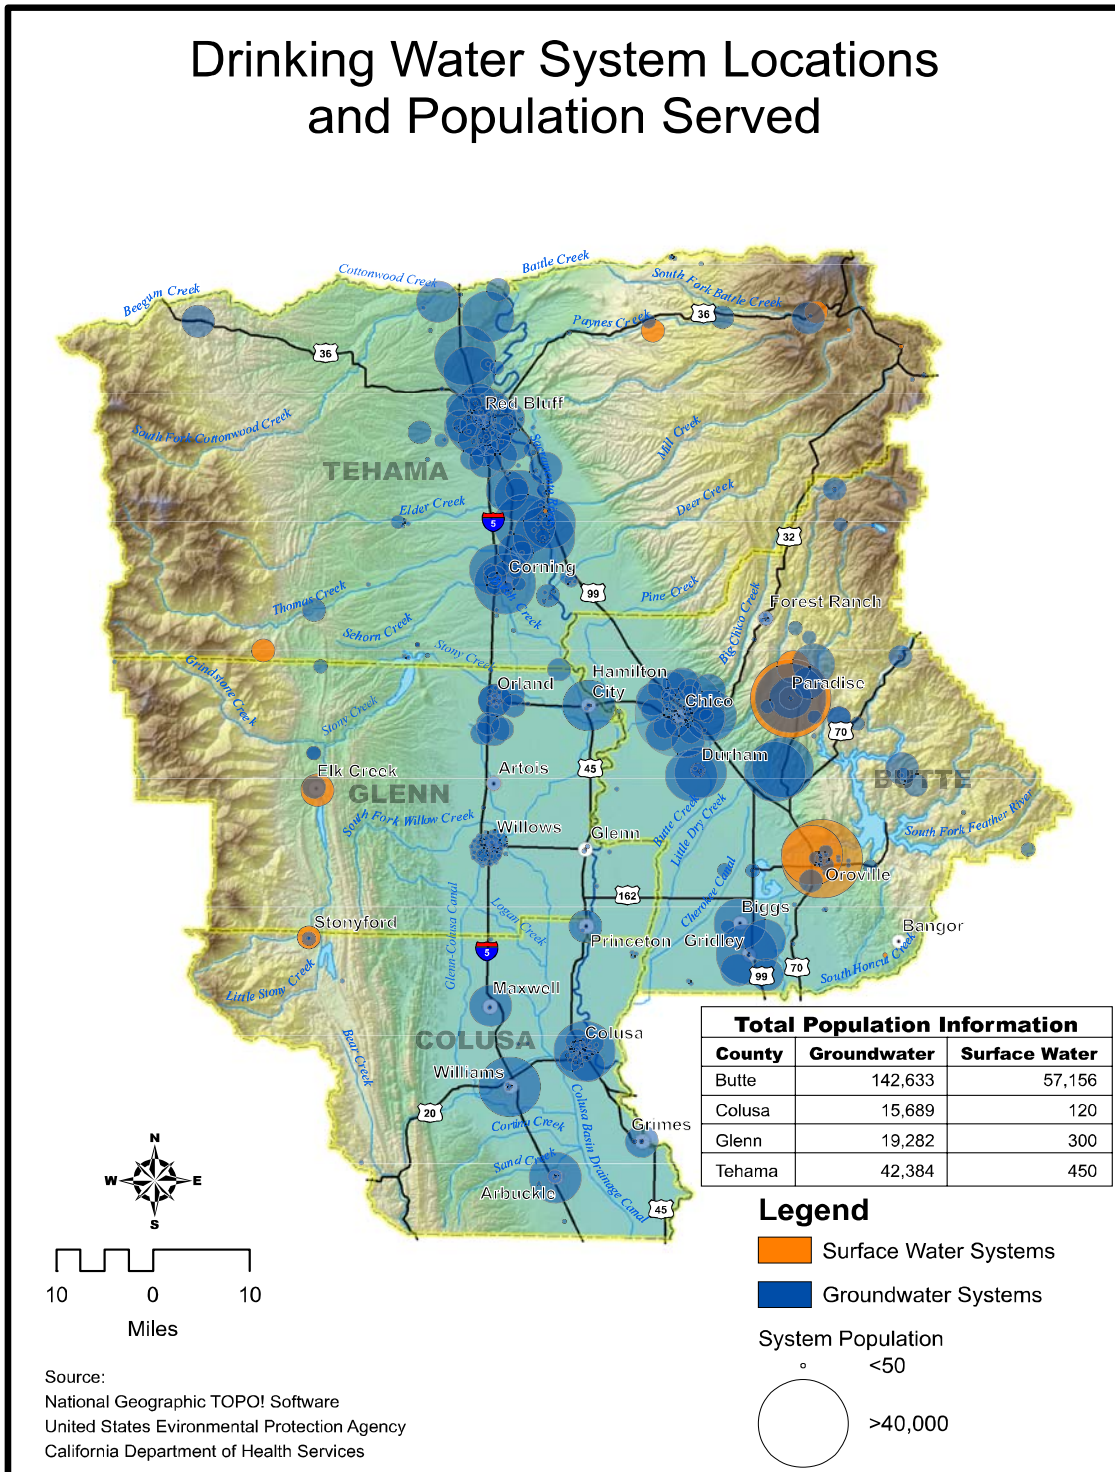 Drinking Water System Locations
and Population Served
Battle Creek
Cottonwood Creek
South Fork Battle Creek
Beegum Creek
Paynes Creek
36
36
Red Bluff
South Fork Cottonwood Creek
Mill Creek
TEHAMA
Deer Creek
Elder Creek
5
32
Corning
99
Pine Creek
Thomas Creek
Forest Ranch
Big Chico Creek
Sehorn Creek
Stony Creek
Grindstone Creek
Hamilton
City
Orland
Paradise
Chico
Stony Creek
70
Durham
45
Artois
Elk Creek
GLENN
BUTTE
Butte Creek
Little Dry Creek
South Fork Willow Creek
South Fork Feather River
Willows
Glenn
Oroville
Cherokee Canal
162
Glenn-Colusa Canal
Logan Creek
Biggs
Stonyford
Bangor
Princeton
Gridley
5
99
70
South Honcut Creek
Little Stony Creek
Maxwell
Bear Creek
COLUSA
Colusa
Williams
20
Colusa Basin Drainage Canal
Cortina Creek
Grimes
Sand Creek
Arbuckle
45
Total Population Information
County Groundwater Surface Water
Butte 142,633 57,156
Colusa 15,689 120
Glenn 19,282 300
Tehama 42,384 450
N
W E
S
10 0 10
Miles
Legend
Surface Water Systems
Groundwater Systems
System Population
<50
>40,000
Source:
National Geographic TOPO! Software
United States Evironmental Protection Agency
California Department of Health Services